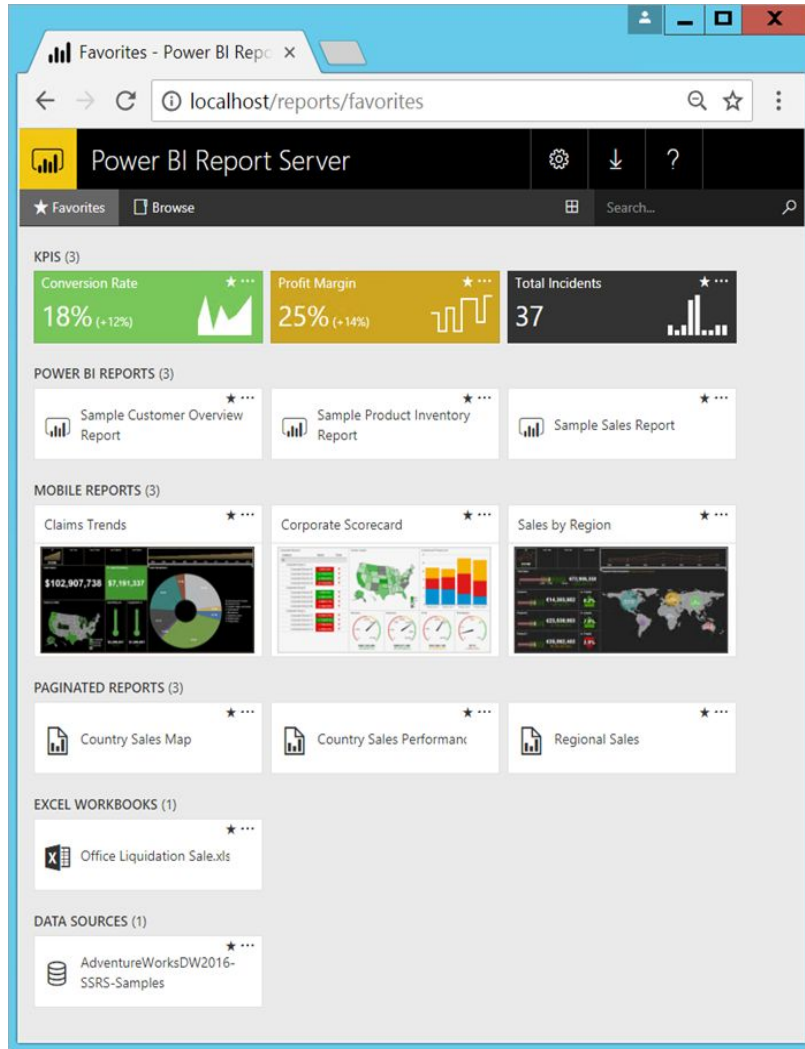 Favorites - Power BI Repo
localhost/reports/favorites
Power BI Report Server
?
Favorites
Browse
Search...
KPIS (3)
Conversion Rate
18% (+12%)
Profit Margin
25% (+14%)
Total Incidents
37
POWER BI REPORTS (3)
Sample Customer Overview
Report
Sample Product Inventory
Report
Sample Sales Report
MOBILE REPORTS (3)
Claims Trends
Corporate Scorecard
Sales by Region
$102,907,738
$7,191,337
PAGINATED REPORTS (3)
Country Sales Map
Country Sales Performanc
Regional Sales
EXCEL WORKBOOKS (1)
Office Liquidation Sale.xls
DATA SOURCES (1)
AdventureWorksDW2016-
SSRS-Samples